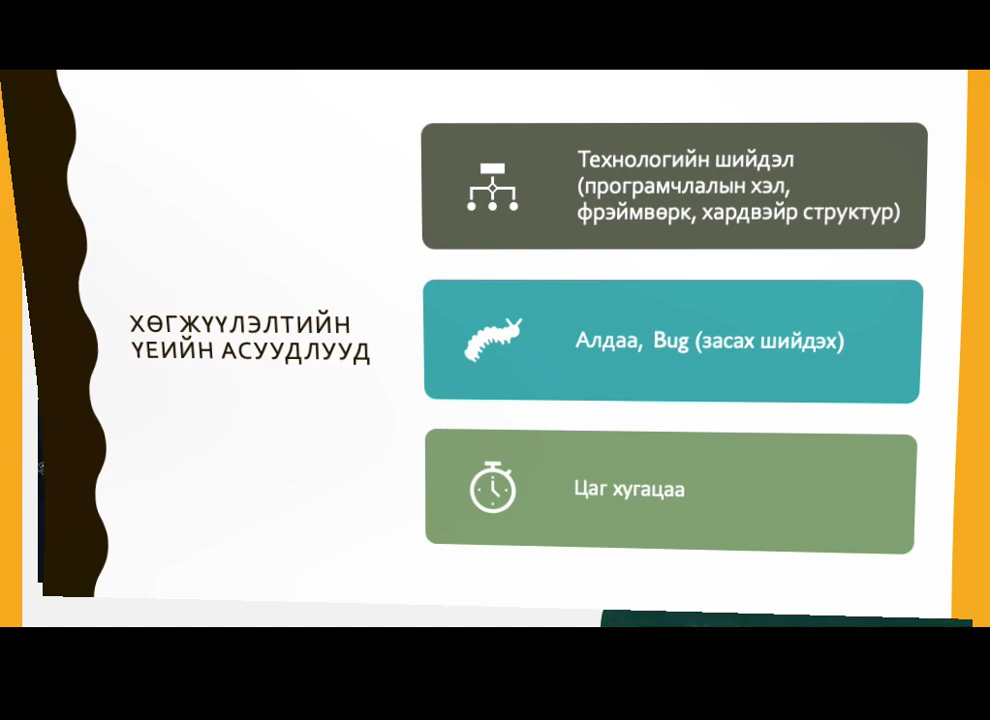 ХӨГЖҮҮЛЭЛТИЙН
ҮЕИЙН АСУУДЛУУД
Технологийн шийдэл
(програмчлалын хэл,
фрэймвөрк, хардвэйр структур)
Алдаа, Bug (засах шийдэх)
Цаг хугацаа